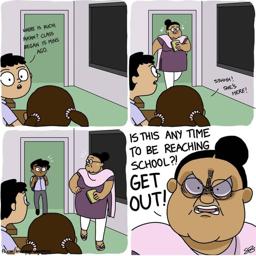 WHERE IS RUCHI
MA'AM? CLASS
BEGAN 15 MINS
AGO.
SSHHH!
SHE'S
HERE!
IS THIS ANY TIME
TO BE REACHING
SCHOOL?!
GET
OUT!